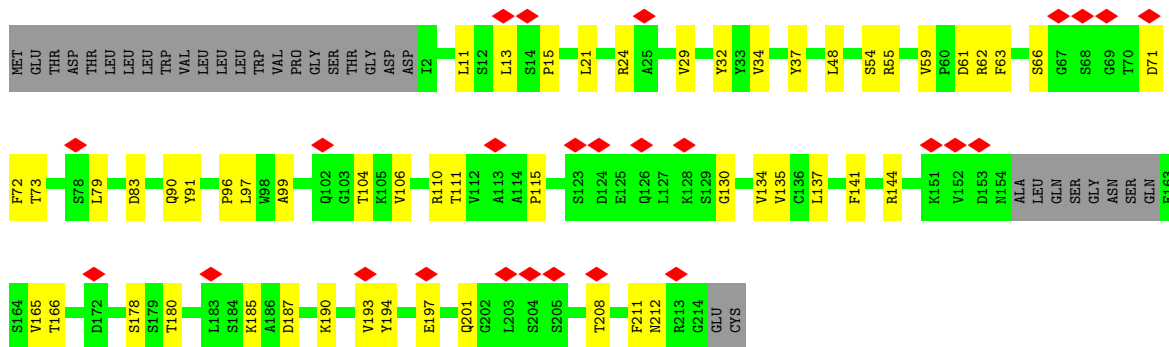 MET GLU THR ASP THR LEU LEU LEU TRP VAL LEU LEU LEU TRP VAL PRO GLY SER THR GLY ASP ASP I2 L11 S12 L13 S14 P15 L21 R24 A25 V29 Y32 Y33 V34 Y37 L48 S54 R55 V59 P60 D61 R62 F63 S66 G67 S68 G69 T70 D71
F72 T73 S78 L79 D83 Q90 Y91 P96 L97 W98 A99 Q102 G103 T104 K105 V106 R110 T111 V112 A113 A114 P115 S123 D124 E125 Q126 L127 K128 S129 G130 V134 V135 C136 L137 F141 R144 K151 V152 D153 N154 ALA LEU GLN SER GLY ASN SER GLN E163
S164 V165 T166 D172 S178 S179 T180 L183 S184 K185 A186 D187 K190 V193 Y194 E197 Q201 G202 L203 S204 S205 T208 F211 N212 R213 G214 GLU CYS